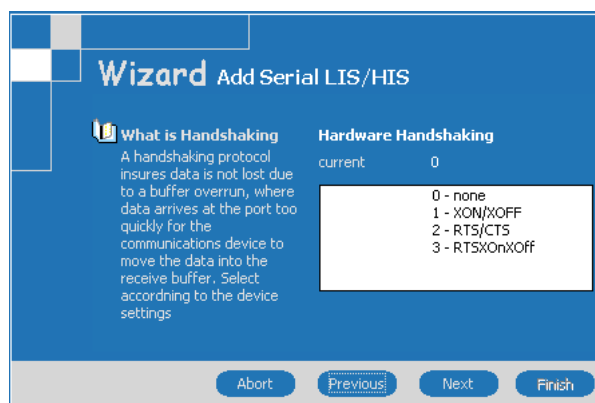 Wizard Add Serial LIS/HIS
What is Handshaking
A handshaking protocol
insures data is not lost due
to a buffer overrun, where
data arrives at the port too
quickly for the
communications device to
move the data into the
receive buffer. Select
accordning to the device
settings
Hardware Handshaking
current 0
0 - none
1 - XON/XOFF
2 - RTS/CTS
3 - RTSXOnXOff
Abort Previous Next Finish